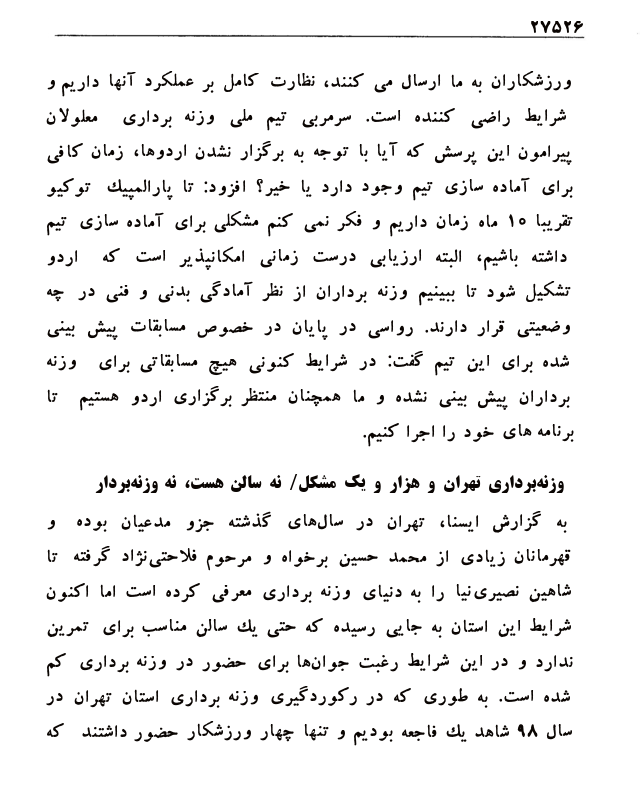 ۲۷۵۲۶
ورزشکاران به ما ارسال می کنند، نظارت کامل بر عملکرد آنها داریم و
شرایط راضی کننده است. سرمربی تیم ملی وزنه برداری معلولان
پیرامون این پرسش که آیا با توجه به برگزار نشدن اردوها، زمان کافی
برای آماده سازی تیم وجود دارد یا خیر؟ افزود: تا پارالمپیک توکیو
تقریبا ۱۰ ماه زمان داریم و فکر نمی کنم مشکلی برای آماده سازی تیم
داشته باشیم، البته ارزیابی درست زمانی امکانپذیر است که اردو
تشکیل شود تا ببینیم وزنه برداران از نظر آمادگی بدنی و فنی در چه
وضعیتی قرار دارند. رواسی در پایان در خصوص مسابقات پیش بینی
شده برای این تیم گفت: در شرایط کنونی هیچ مسابقاتی برای وزنه
برداران پیش بینی نشده و ما همچنان منتظر برگزاری اردو هستیم تا
برنامه های خود را اجرا کنیم.
وزنه‌برداری تهران و هزار و یک مشکل/ نه سالن هست، نه وزنه‌بردار
به گزارش ایسنا، تهران در سال‌های گذشته جزو مدعیان بوده و
قهرمانان زیادی از محمد حسین برخواه و مرحوم فلاحتی‌نژاد گرفته تا
شاهین نصیری‌نیا را به دنیای وزنه برداری معرفی کرده است اما اکنون
شرایط این استان به جایی رسیده که حتی یک سالن مناسب برای تمرین
ندارد و در این شرایط رغبت جوان‌ها برای حضور در وزنه برداری کم
شده است. به طوری که در رکوردگیری وزنه برداری استان تهران در
سال ۹۸ شاهد یک فاجعه بودیم و تنها چهار ورزشکار حضور داشتند که